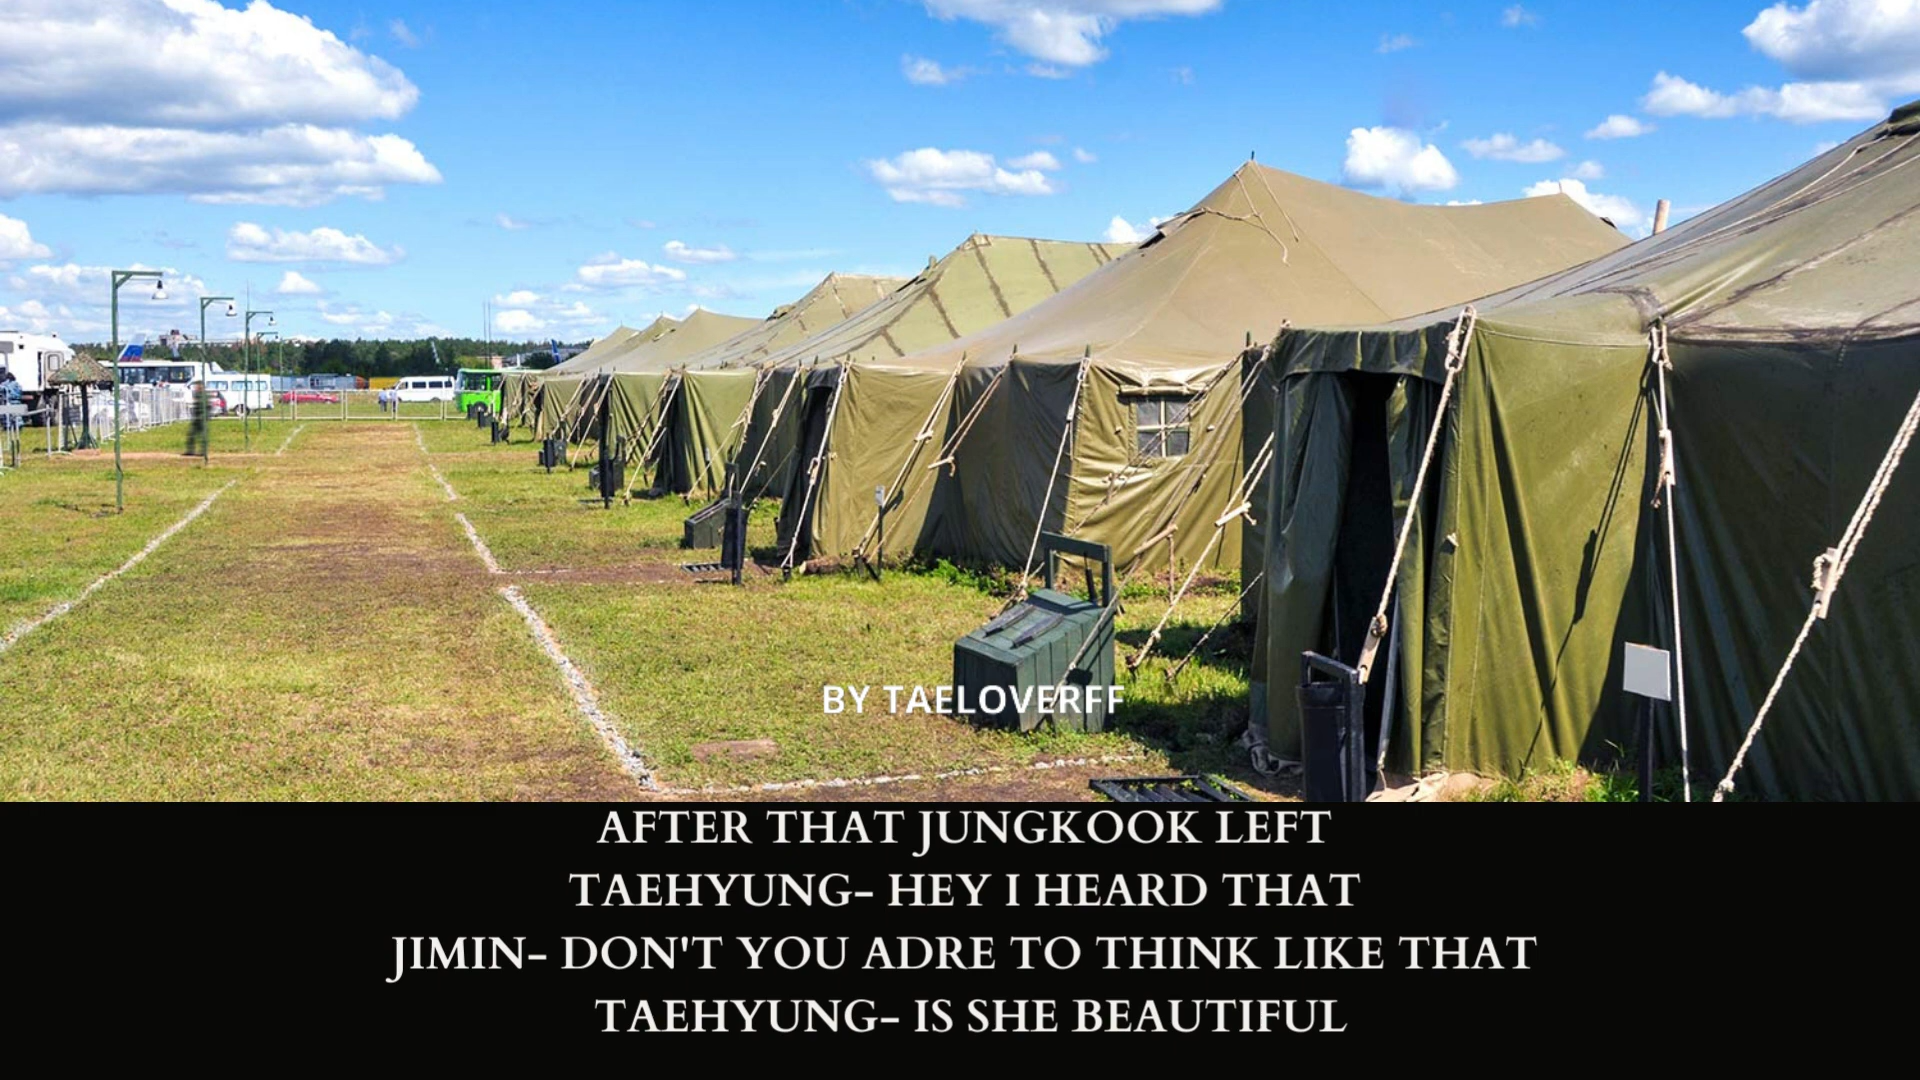 BY TAELOVERFF
AFTER THAT JUNGKOOK LEFT
TAEHYUNG- HEY I HEARD THAT
JIMIN- DON'T YOU ADRE TO THINK LIKE THAT
TAEHYUNG- IS SHE BEAUTIFUL